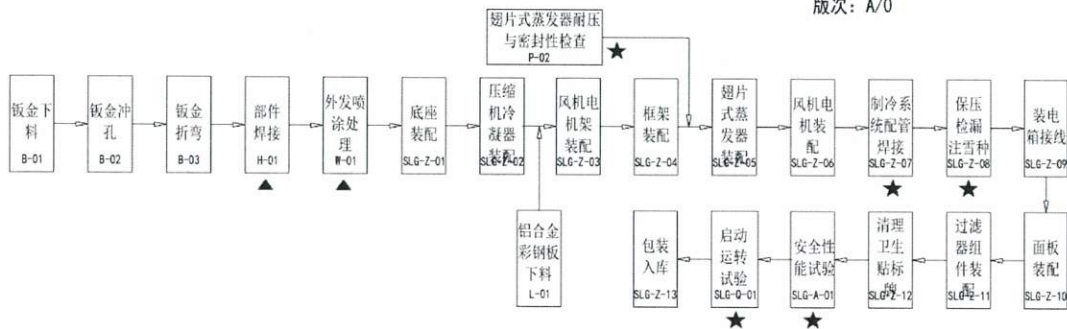 版次：A/0
翅片式蒸发器耐压
与密封性检查
P-02
★
钣金下
料
B-01
钣金冲
孔
B-02
钣金
折弯
B-03
部件
焊接
H-01
▲
外发喷
涂处
理
W-01
▲
底座
装配
SLG-Z-01
压缩
机冷
凝器
装配
SLG-Z-02
铝合金
彩钢板
下料
L-01
风机电
机架
装配
SLG-Z-03
框架
装配
SLG-Z-04
翅片
式蒸
发器
装配
SLG-Z-05
风机电
机装
配
SLG-Z-06
制冷系
统配管
焊接
SLG-Z-07
★
保压
检漏
注雪种
SLG-Z-08
★
装电
箱接线
SLG-Z-09
面板
装配
SLG-Z-10
过滤
器组
件装
配
SLG-Z-11
清理
卫生
贴标
牌
SLG-Z-12
安全性
能试验
SLG-A-01
★
启动
运转
试验
SLG-Q-01
★
包装
入库
SLG-Z-13